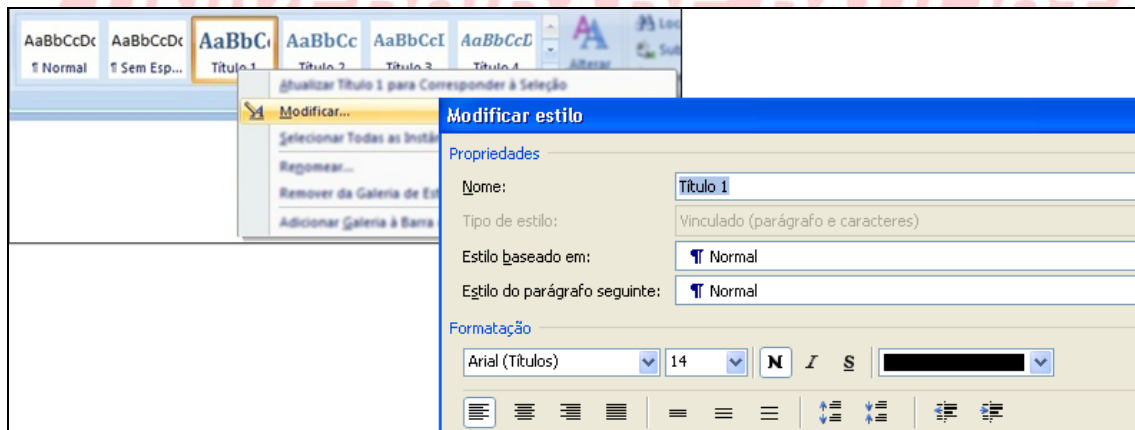 AaBbCcDc AaBbCcDc AaBbC AaBbCc AaBbCcI AaBbCcD
¶ Normal ¶ Sem Esp... Título 1 Título 2 Título 3 Título 4 Alterar
Atualizar Título 1 para Corresponder à Seleção
Modificar...
Selecionar Todas as
Renomear...
Remover da Galeria de
Adicionar Galeria à Barra
Modificar estilo
Propriedades
Nome: Título 1
Tipo de estilo: Vinculado (parágrafo e caracteres)
Estilo baseado em: ¶ Normal
Estilo do parágrafo seguinte: ¶ Normal
Formatação
Arial (Títulos) 14 N I S